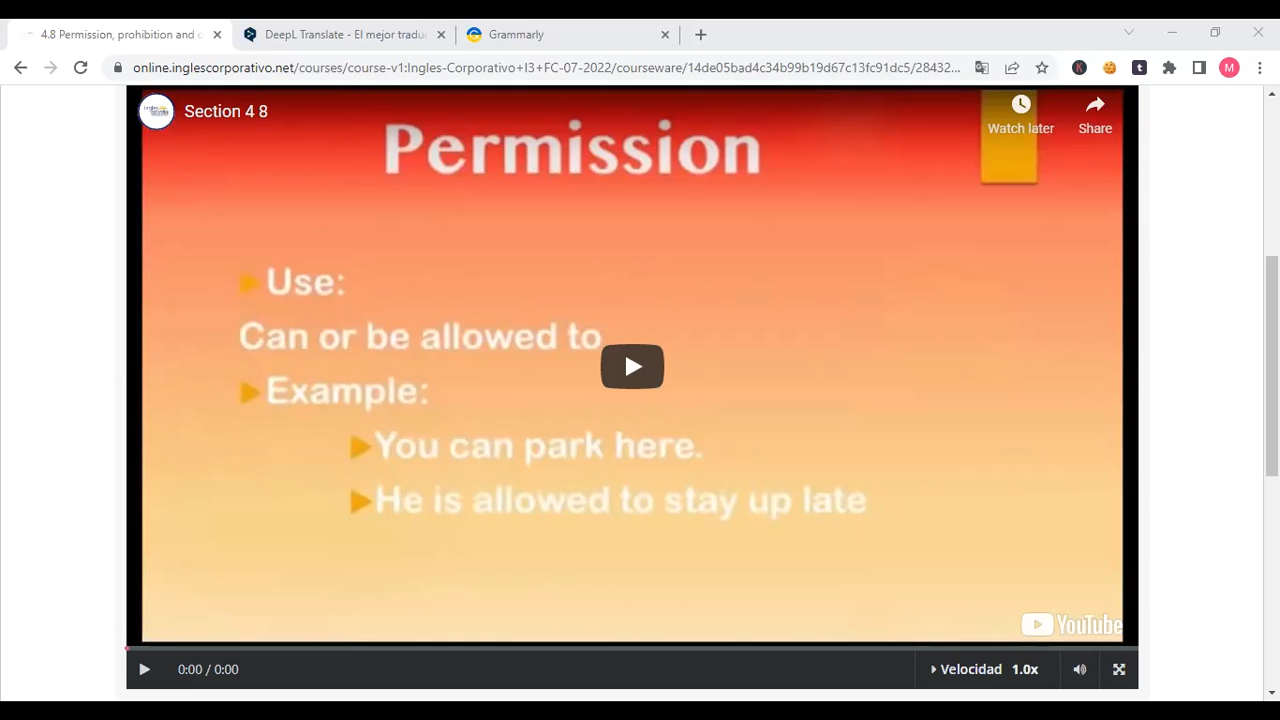 4.8 Permission, prohibition and
DeepL Translate - El mejor tradu
Grammarly
online.inglescorporativo.net/courses/course-v1:Ingles-Corporativo+I3+FC-07-2022/courseware/14de05bad4c34b99b19d67c13fc91dc5/28432...
K
t
M
Section 4 8
Watch later
Share
Permission
Use:
Can or be allowed to
Example:
You can park here.
He is allowed to stay up late
YouTube
0:00 / 0:00
Velocidad 1.0x